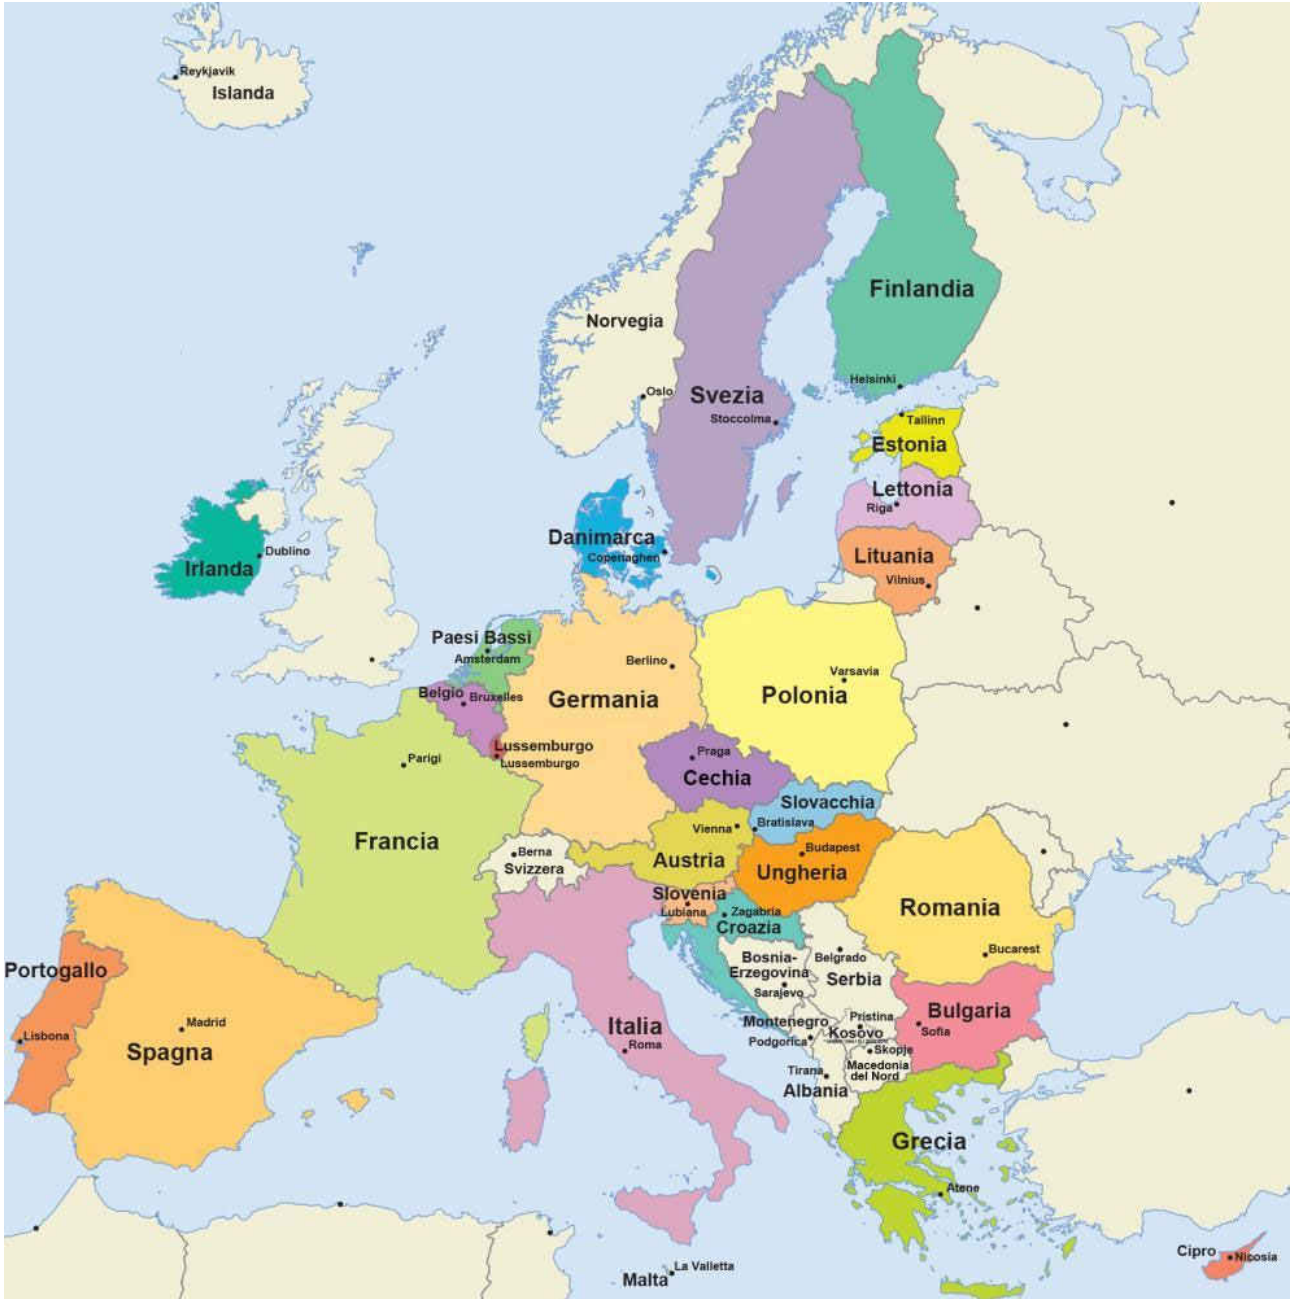 Reykjavik
Islanda
Finlandia
Norvegia
Helsinki
Oslo
Svezia
Stoccolma
Tallinn
Estonia
Lettonia
Riga
Danimarca
Copenaghen
Dublino
Irlanda
Lituania
Vilnius
Paesi Bassi
Amsterdam
Berlino
Varsavia
Belgio
Bruxelles
Germania
Polonia
Lussemburgo
Lussemburgo
Parigi
Praga
Cechia
Slovacchia
Bratislava
Vienna
Francia
Berna
Svizzera
Austria
Budapest
Ungheria
Slovenia
Lubiana
Zagabria
Croazia
Romania
Bucarest
Bosnia-
Erzegovina
Sarajevo
Belgrado
Serbia
Portogallo
Lisbona
Madrid
Spagna
Italia
Roma
Montenegro
Podgorica
Pristina
Kosovo
Bulgaria
Sofia
Skopje
Macedonia
del Nord
Tirana
Albania
Grecia
Atene
La Valletta
Malta
Cipro
Nicosia